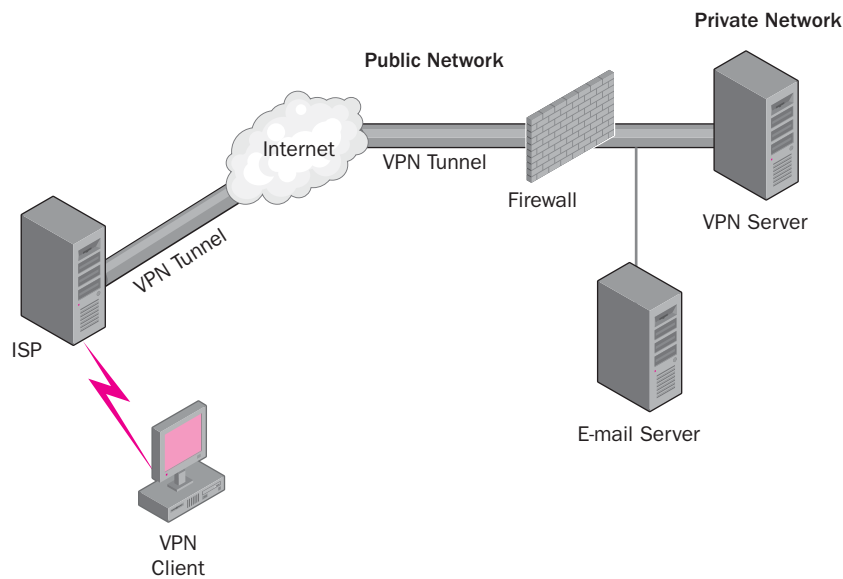 Private Network
Public Network
Internet
VPN Tunnel
Firewall
VPN Server
VPN Tunnel
ISP
E-mail Server
VPN
Client